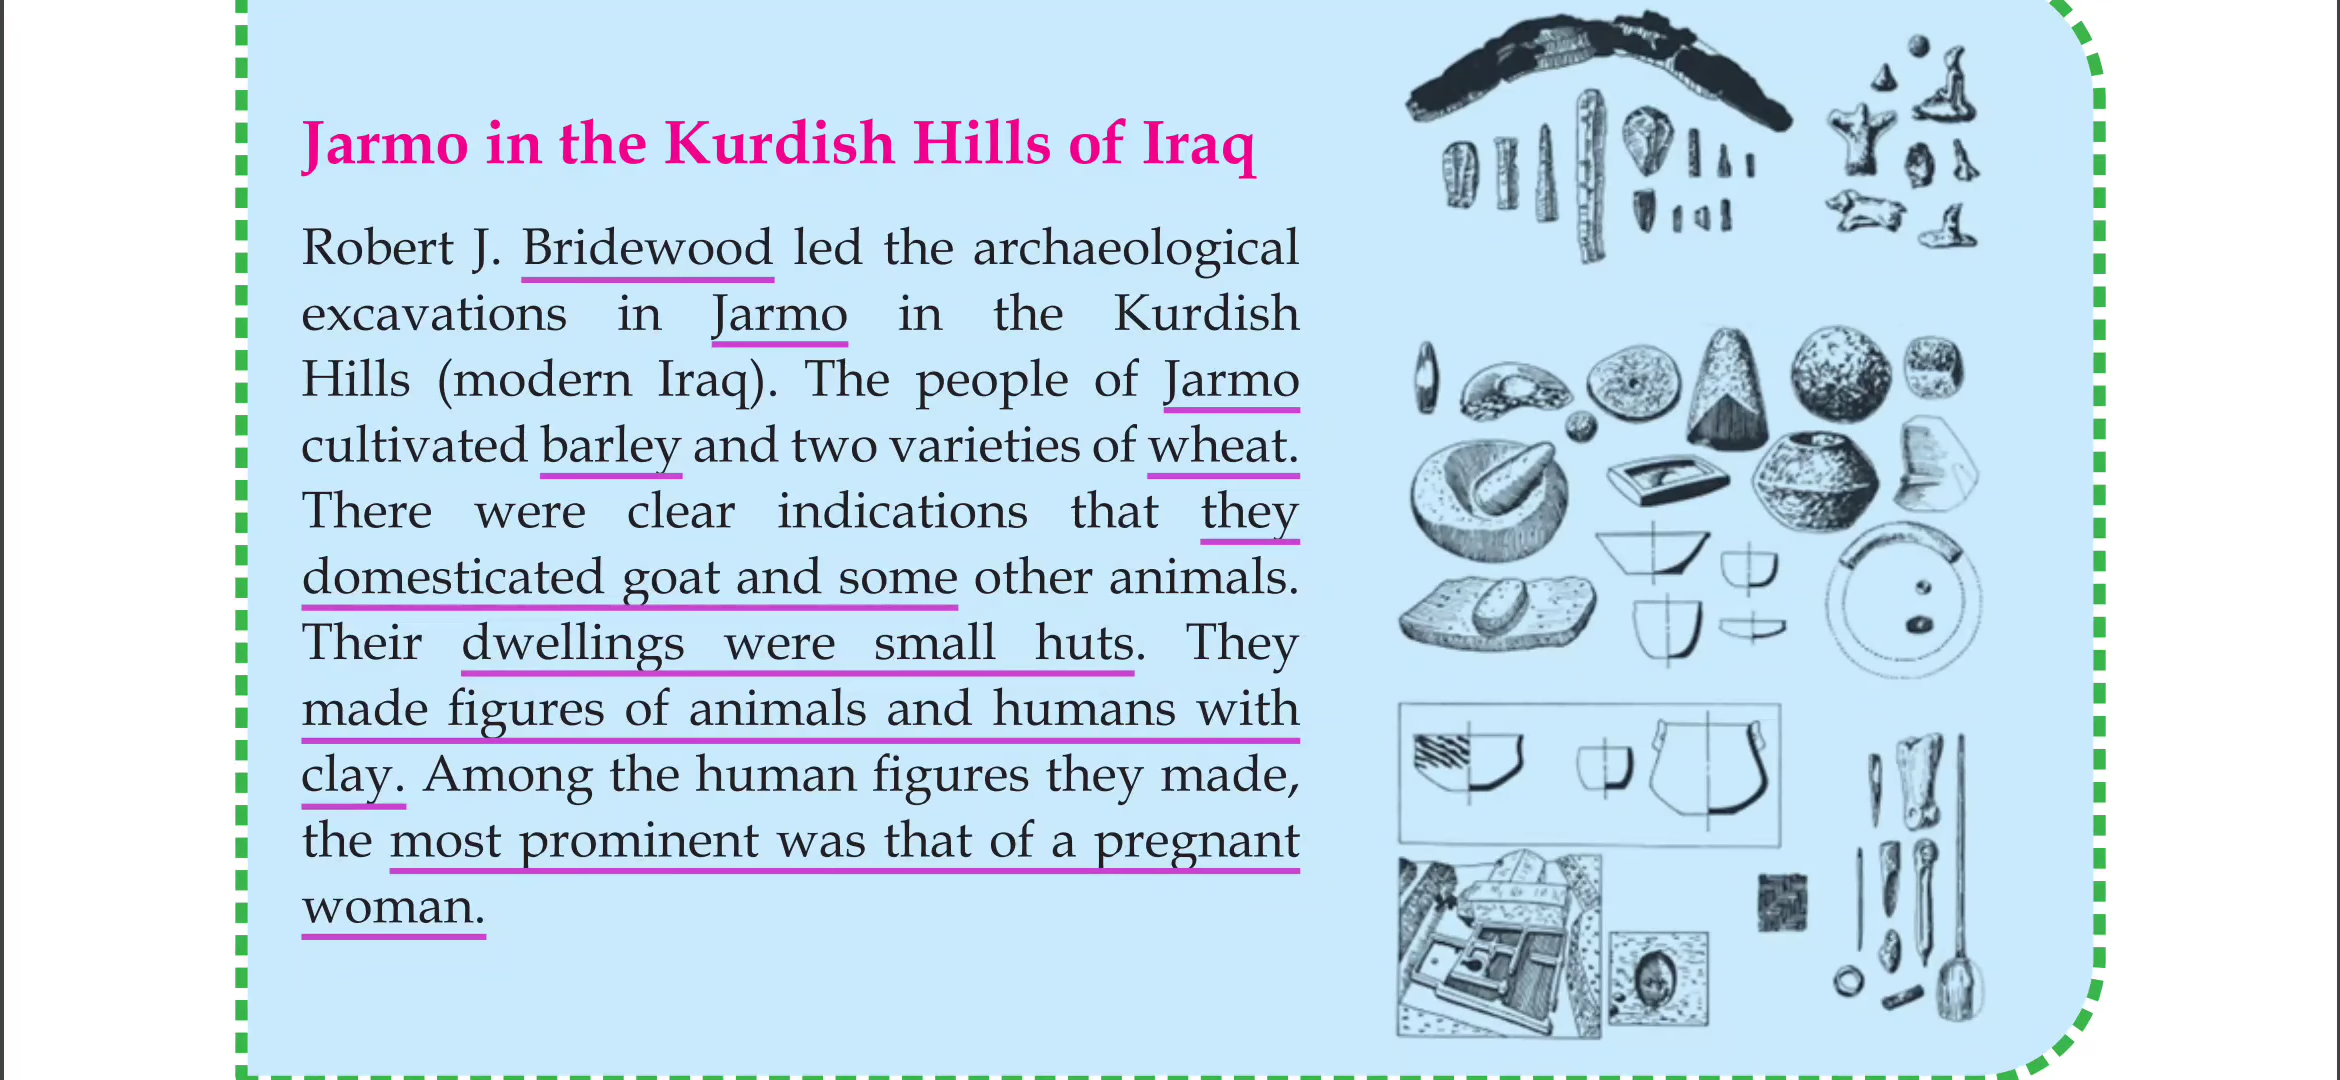 Jarmo in the Kurdish Hills of Iraq
Robert J. Bridewood led the archaeological
excavations in Jarmo in the Kurdish
Hills (modern Iraq). The people of Jarmo
cultivated barley and two varieties of wheat.
There were clear indications that they
domesticated goat and some other animals.
Their dwellings were small huts. They
made figures of animals and humans with
clay. Among the human figures they made,
the most prominent was that of a pregnant
woman.